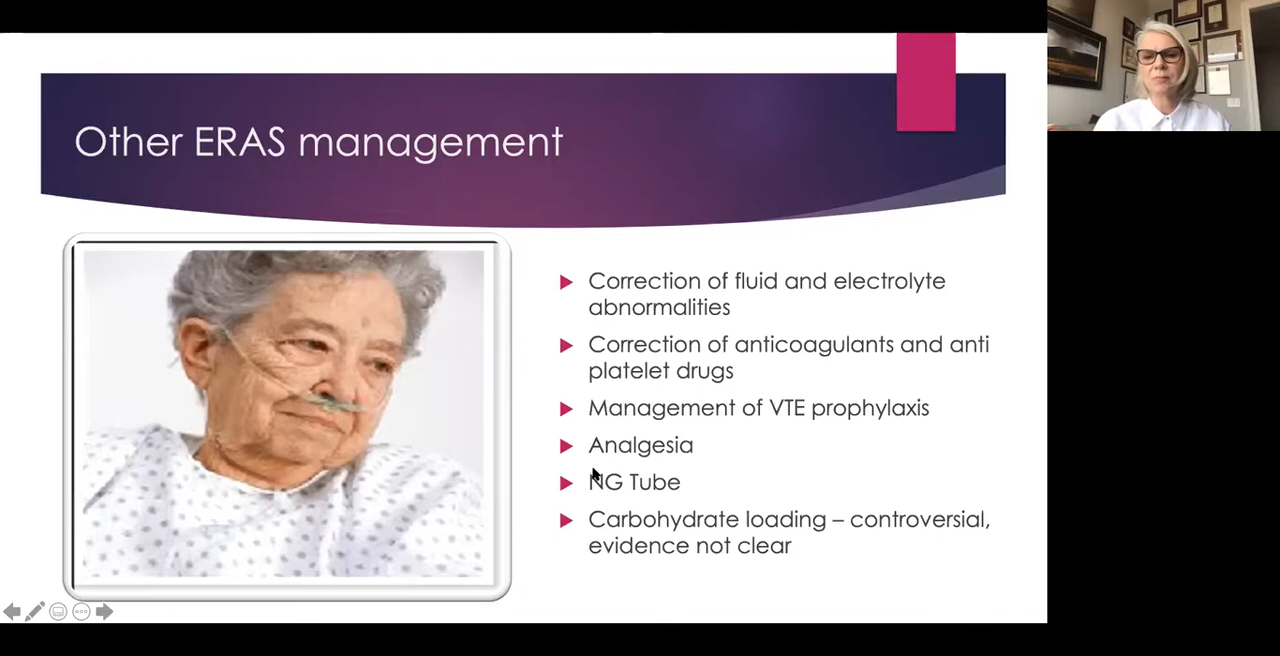 Other ERAS management
Correction of fluid and electrolyte
abnormalities
Correction of anticoagulants and anti
platelet drugs
Management of VTE prophylaxis
Analgesia
NG Tube
Carbohydrate loading – controversial,
evidence not clear